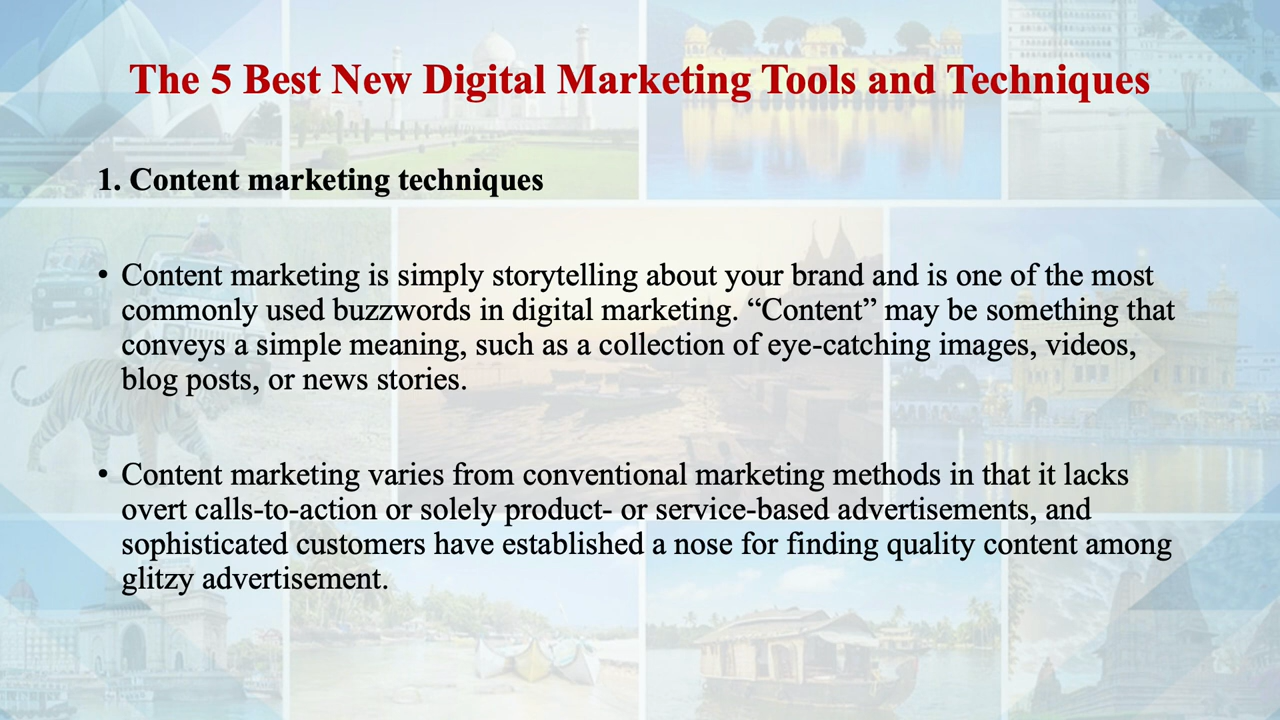 The 5 Best New Digital Marketing Tools and Techniques
1. Content marketing techniques
• Content marketing is simply storytelling about your brand and is one of the most
commonly used buzzwords in digital marketing. “Content” may be something that
conveys a simple meaning, such as a collection of eye-catching images, videos,
blog posts, or news stories.
• Content marketing varies from conventional marketing methods in that it lacks
overt calls-to-action or solely product- or service-based advertisements, and
sophisticated customers have established a nose for finding quality content among
glitzy advertisement.